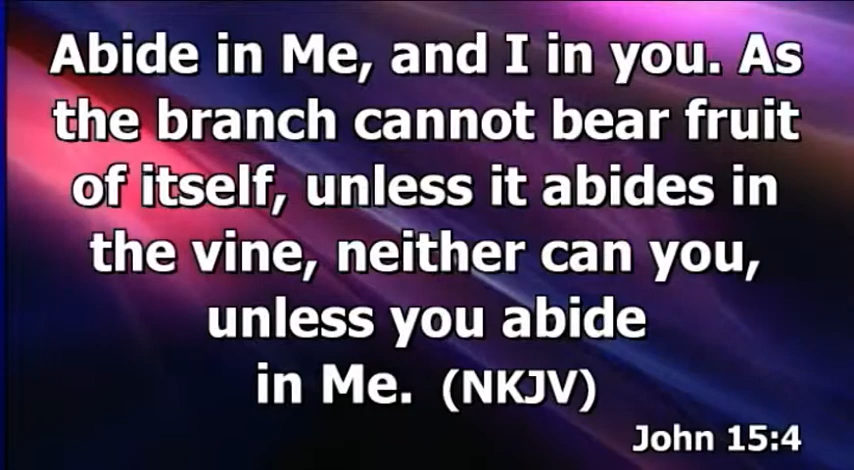 Abide in Me, and I in you. As
the branch cannot bear fruit
of itself, unless it abides in
the vine, neither can you,
unless you abide
in Me. (NKJV)
John 15:4